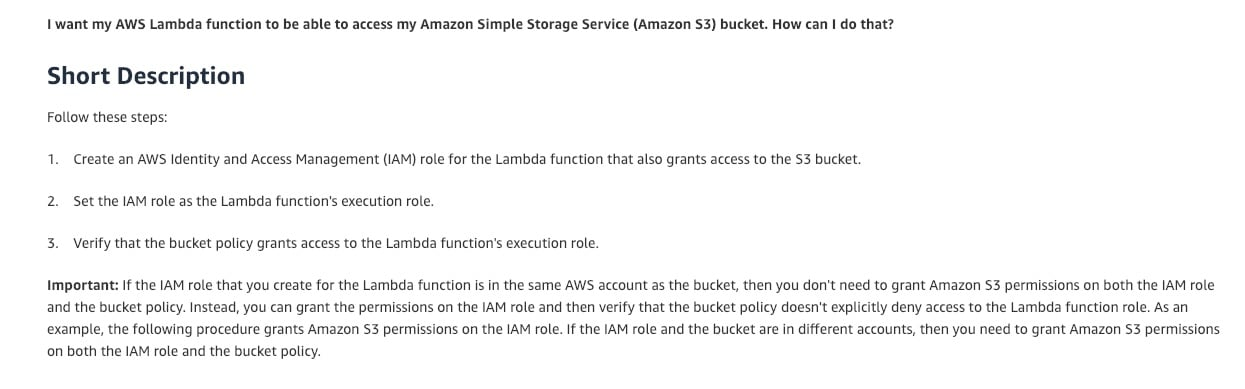 I want my AWS Lambda function to be able to access my Amazon Simple Storage Service (Amazon S3) bucket. How can I do that?
Short Description
Follow these steps:
1. Create an AWS Identity and Access Management (IAM) role for the Lambda function that also grants access to the S3 bucket.
2. Set the IAM role as the Lambda function's execution role.
3. Verify that the bucket policy grants access to the Lambda function's execution role.
Important: If the IAM role that you create for the Lambda function is in the same AWS account as the bucket, then you don't need to grant Amazon S3 permissions on both the IAM role
and the bucket policy. Instead, you can grant the permissions on the IAM role and then verify that the bucket policy doesn't explicitly deny access to the Lambda function role. As an
example, the following procedure grants Amazon S3 permissions on the IAM role. If the IAM role and the bucket are in different accounts, then you need to grant Amazon S3 permissions
on both the IAM role and the bucket policy.